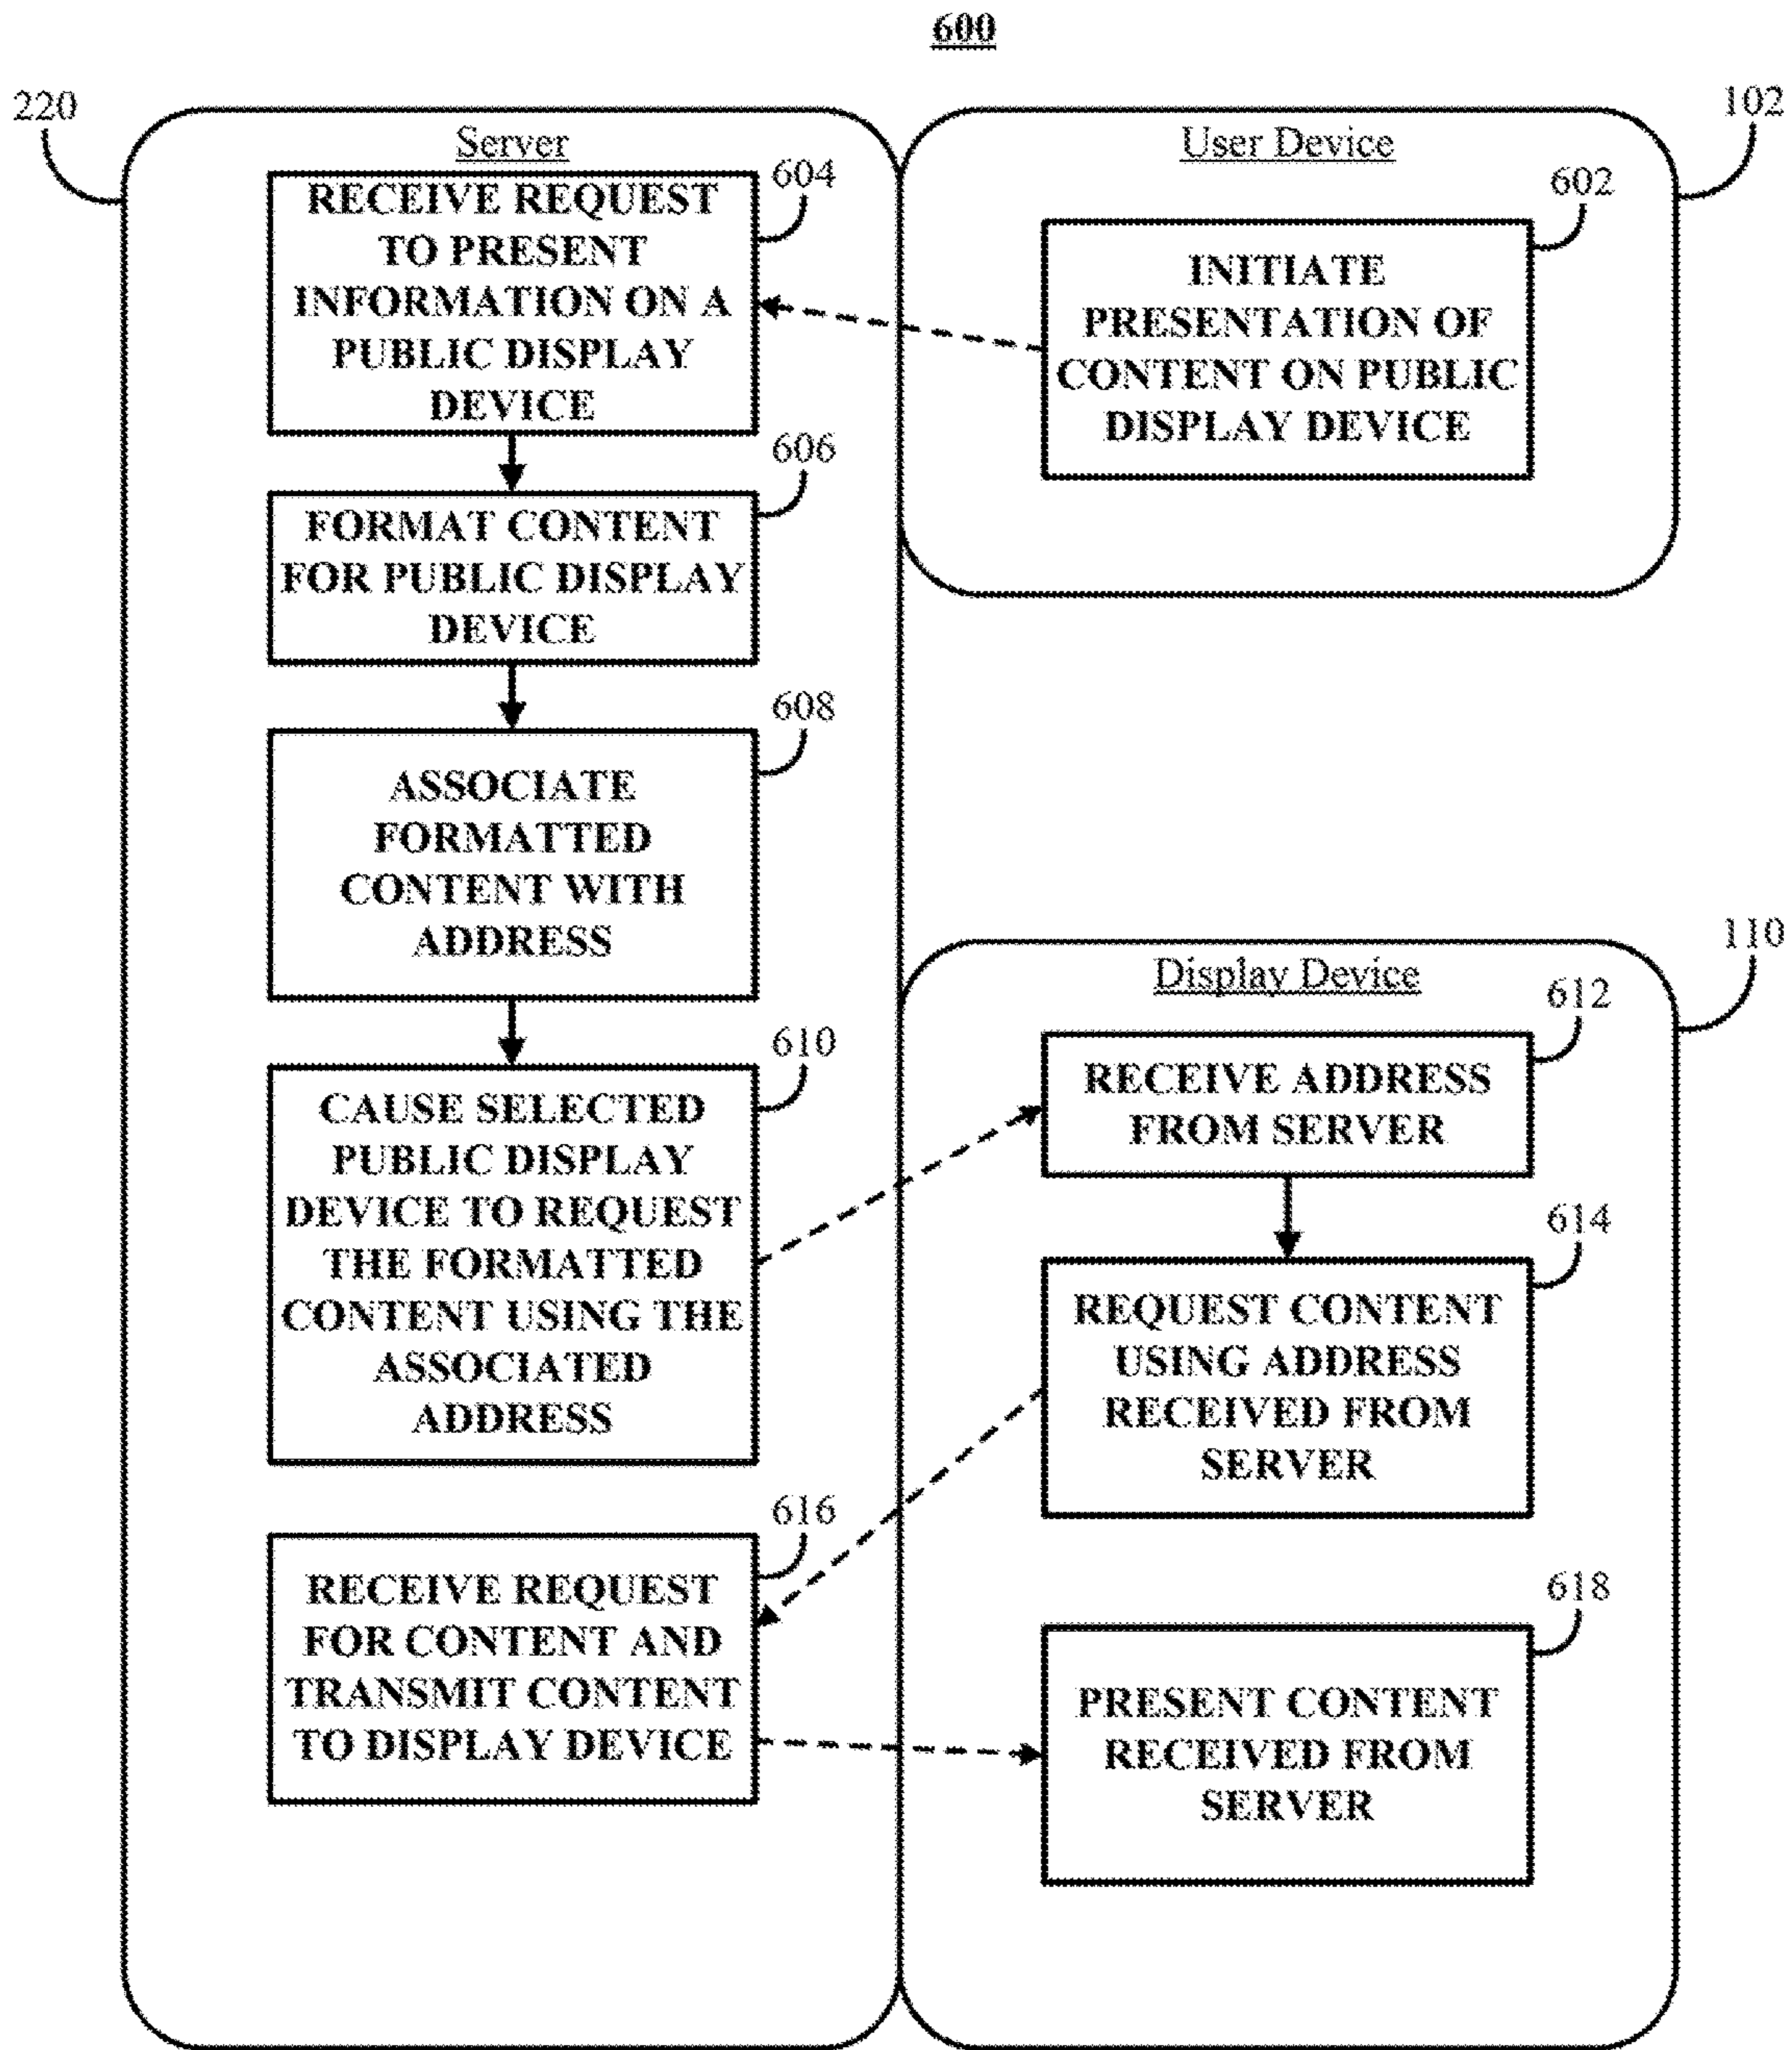 600
220
Server
604
RECEIVE REQUEST
TO PRESENT
INFORMATION ON A
PUBLIC DISPLAY
DEVICE
606
FORMAT CONTENT
FOR PUBLIC DISPLAY
DEVICE
608
ASSOCIATE
FORMATTED
CONTENT WITH
ADDRESS
610
CAUSE SELECTED
PUBLIC DISPLAY
DEVICE TO REQUEST
THE FORMATTED
CONTENT USING THE
ASSOCIATED
ADDRESS
616
RECEIVE REQUEST
FOR CONTENT AND
TRANSMIT CONTENT
TO DISPLAY DEVICE
102
User Device
602
INITIATE
PRESENTATION OF
CONTENT ON PUBLIC
DISPLAY DEVICE
110
Display Device
612
RECEIVE ADDRESS
FROM SERVER
614
REQUEST CONTENT
USING ADDRESS
RECEIVED FROM
SERVER
618
PRESENT CONTENT
RECEIVED FROM
SERVER